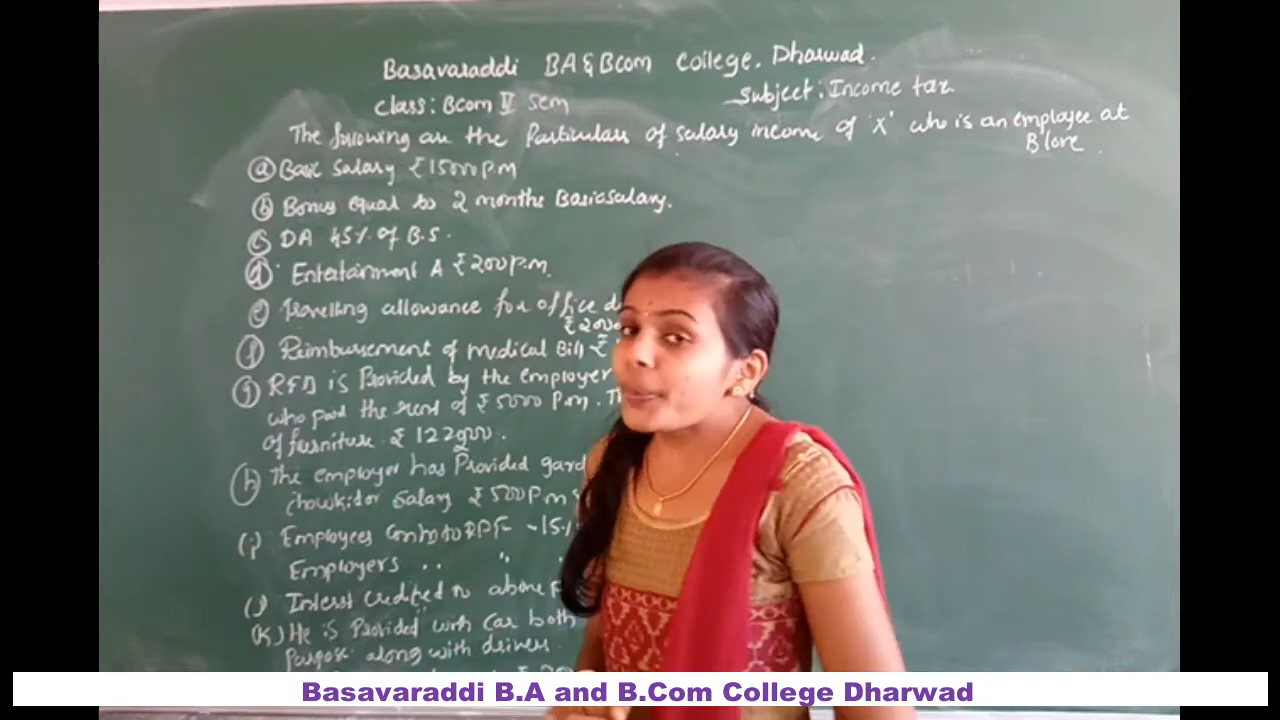 Basavaraddi BA & Bcom College. Dharwad.
Class: Bcom V Sem
Subject: Income tax
The following are the Particulars of salary income of 'X' who is an employee at
B'lore
(a) Basic Salary ₹15000 P.M
(b) Bonus equal to 2 months Basic salary.
(c) DA 45% of B.S.
(d) Entertainment A ₹200 P.m.
(e) Travelling allowance for office
₹2000
(f) Reimbursement of medical Bill ₹
(g) RFA is Provided by the employer
who paid the rent of ₹5000 P.m.
of furniture ₹
(h) The employer has Provided
chowkidar Salary ₹500 P.m
(i) Employees to RPF - 15%
Employers " "
(j) Interest credited to above
(K) He is Provided with Car both
Purpose along with drivers
Basavaraddi B.A and B.Com College Dharwad